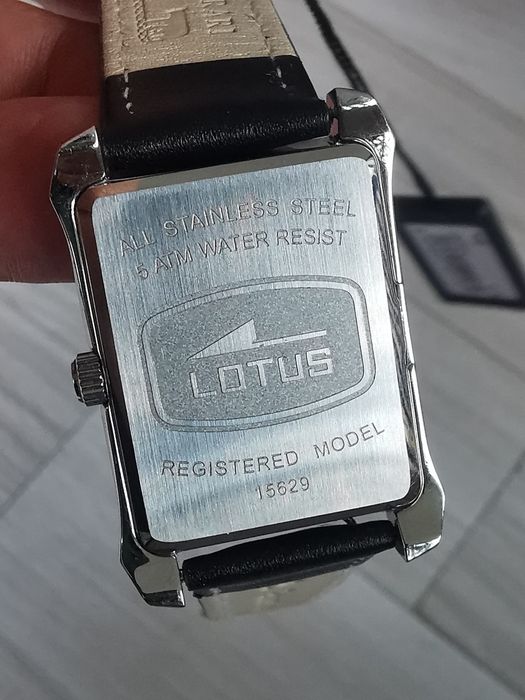 ALL STAINLESS STEEL
5 ATM WATER RESIST
LOTUS
REGISTERED MODEL
15629